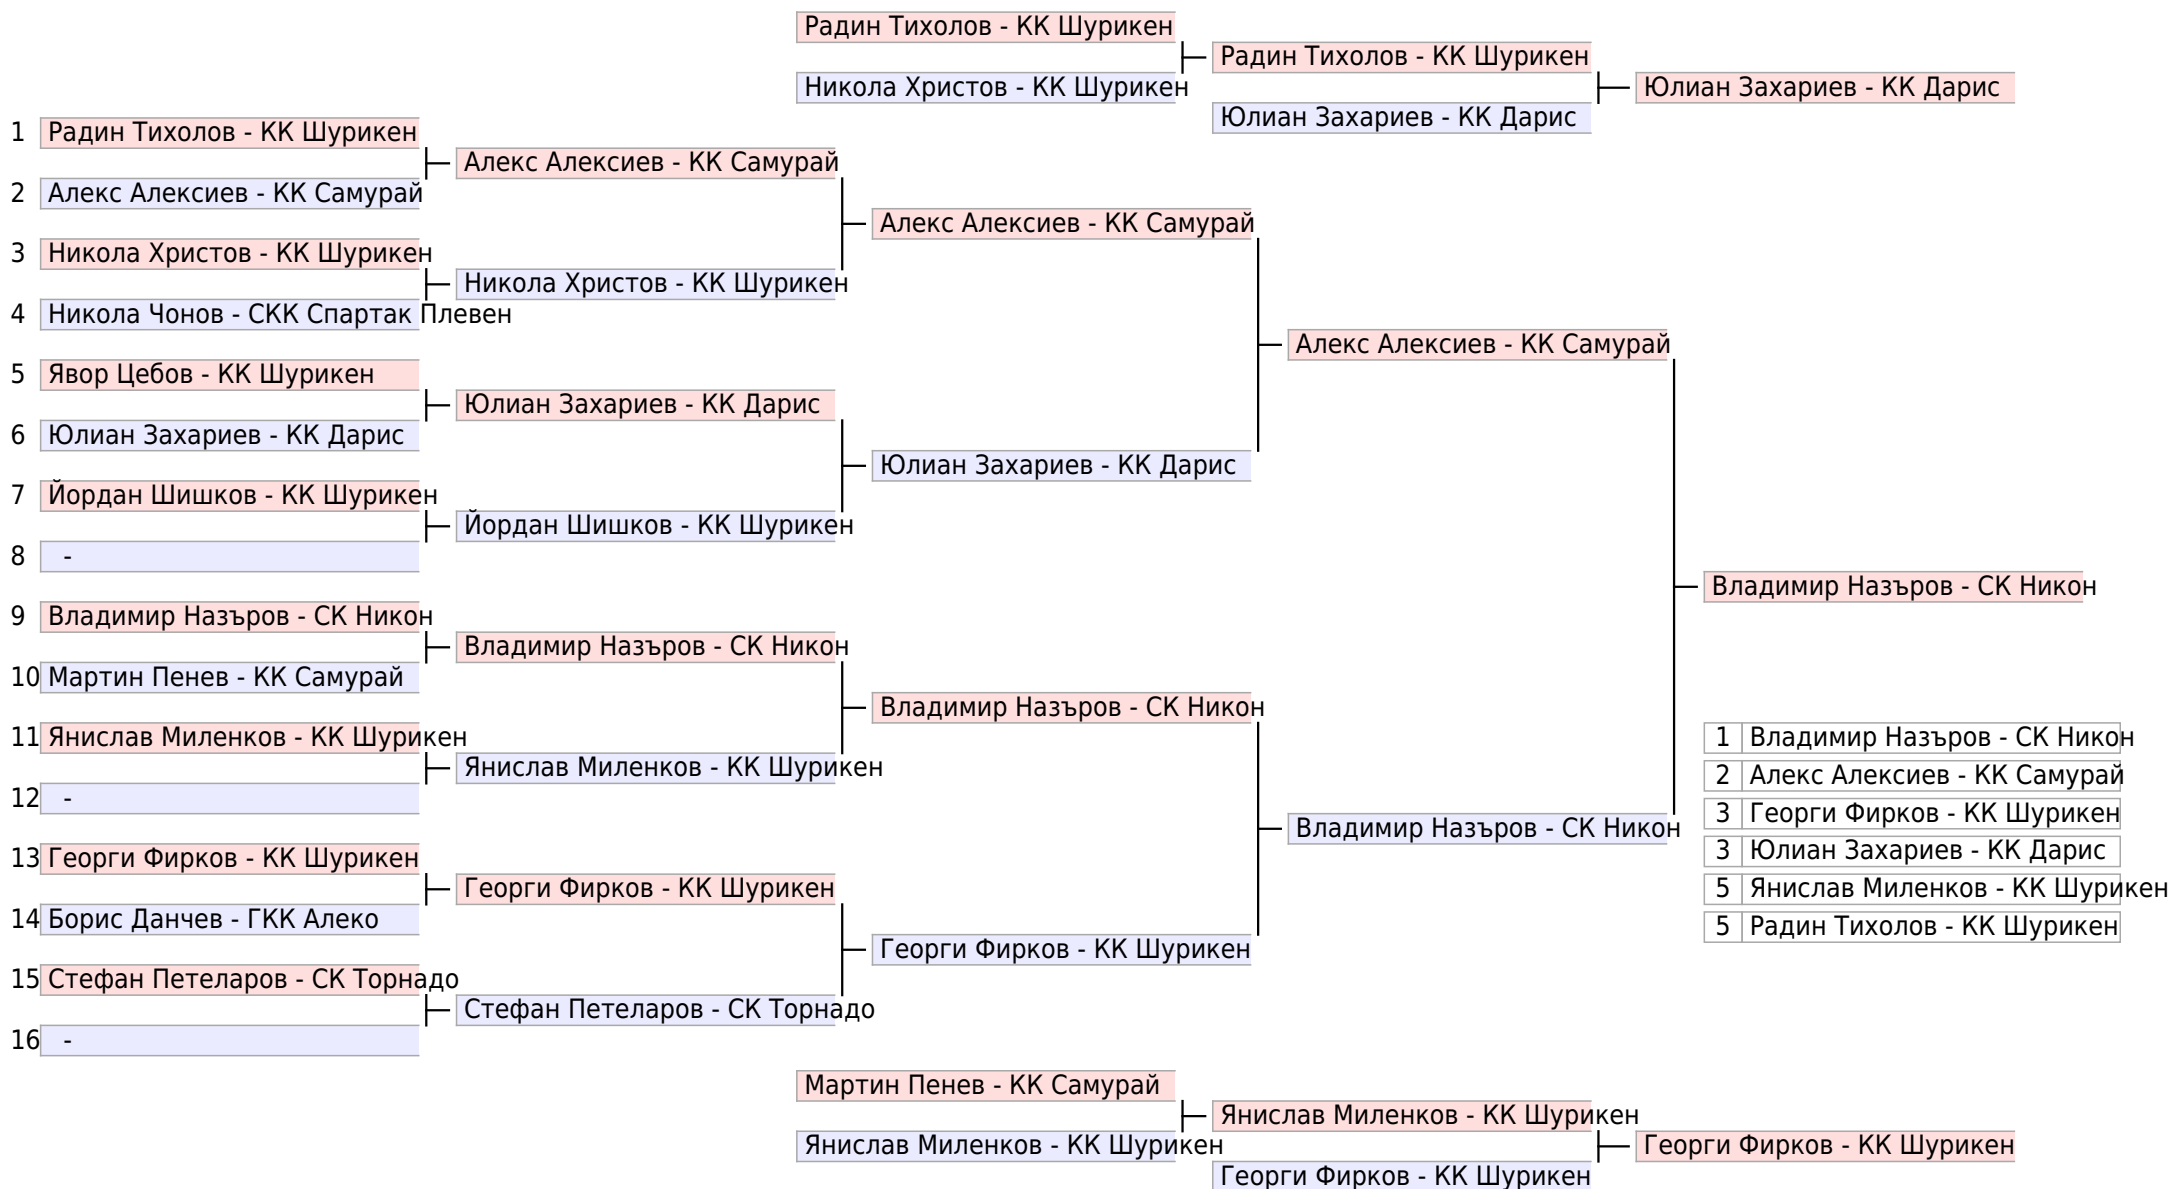 Радин Тихолов - КК Шурикен
Радин Тихолов - КК Шурикен
Никола Христов - КК Шурикен
Юлиан Захариев - КК Дарис
Юлиан Захариев - КК Дарис
1 Радин Тихолов - КК Шурикен
Алекс Алексиев - КК Самурай
2 Алекс Алексиев - КК Самурай
Алекс Алексиев - КК Самурай
3 Никола Христов - КК Шурикен
Никола Христов - КК Шурикен
4 Никола Чонов - СКК Спартак Плевен
Алекс Алексиев - КК Самурай
5 Явор Цебов - КК Шурикен
Юлиан Захариев - КК Дарис
6 Юлиан Захариев - КК Дарис
Юлиан Захариев - КК Дарис
7 Йордан Шишков - КК Шурикен
Йордан Шишков - КК Шурикен
8 -
Владимир Назъров - СК Никон
9 Владимир Назъров - СК Никон
Владимир Назъров - СК Никон
10 Мартин Пенев - КК Самурай
Владимир Назъров - СК Никон
11 Янислав Миленков - КК Шурикен
Янислав Миленков - КК Шурикен
12 -
Владимир Назъров - СК Никон
13 Георги Фирков - КК Шурикен
Георги Фирков - КК Шурикен
14 Борис Данчев - ГКК Алеко
Георги Фирков - КК Шурикен
15 Стефан Петеларов - СК Торнадо
Стефан Петеларов - СК Торнадо
16 -
1 Владимир Назъров - СК Никон
2 Алекс Алексиев - КК Самурай
3 Георги Фирков - КК Шурикен
3 Юлиан Захариев - КК Дарис
5 Янислав Миленков - КК Шурикен
5 Радин Тихолов - КК Шурикен
Мартин Пенев - КК Самурай
Янислав Миленков - КК Шурикен
Янислав Миленков - КК Шурикен
Георги Фирков - КК Шурикен
Георги Фирков - КК Шурикен